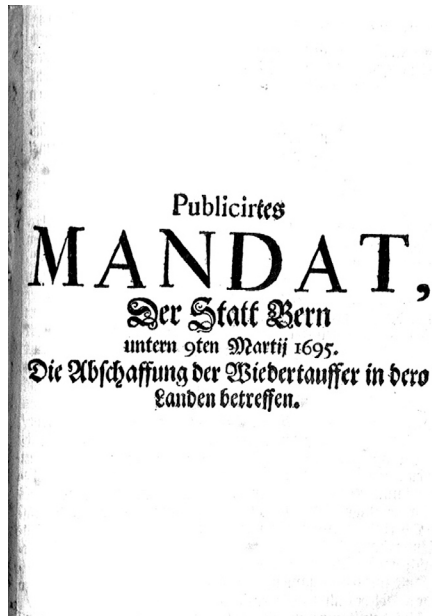 Publicirtes
MANDAT,
Der Statt Bern
untern 9ten Martij 1695.
Die Abschaffung der Wiedertauffer in dero
Landen betreffen.